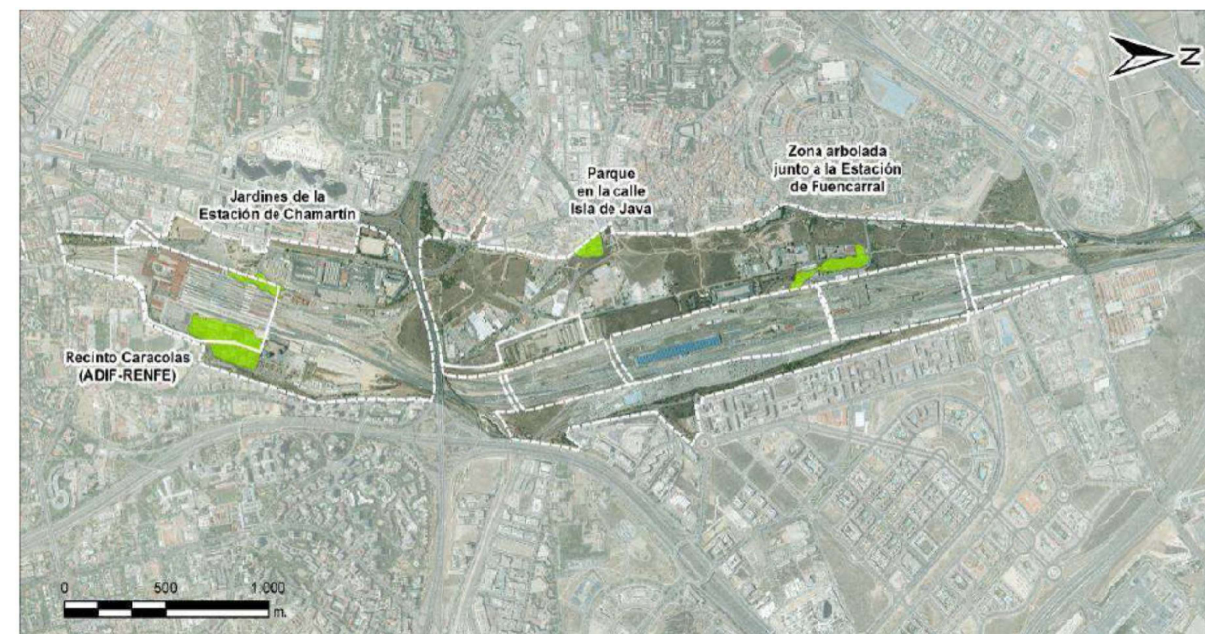 N
Zona arbolada
junto a la Estación
de Fuencarral
Parque
en la calle
Isla de Java
Jardines de la
Estación de Chamartín
Recinto Caracolas
(ADIF-RENFE)
0 500 1.000
m.